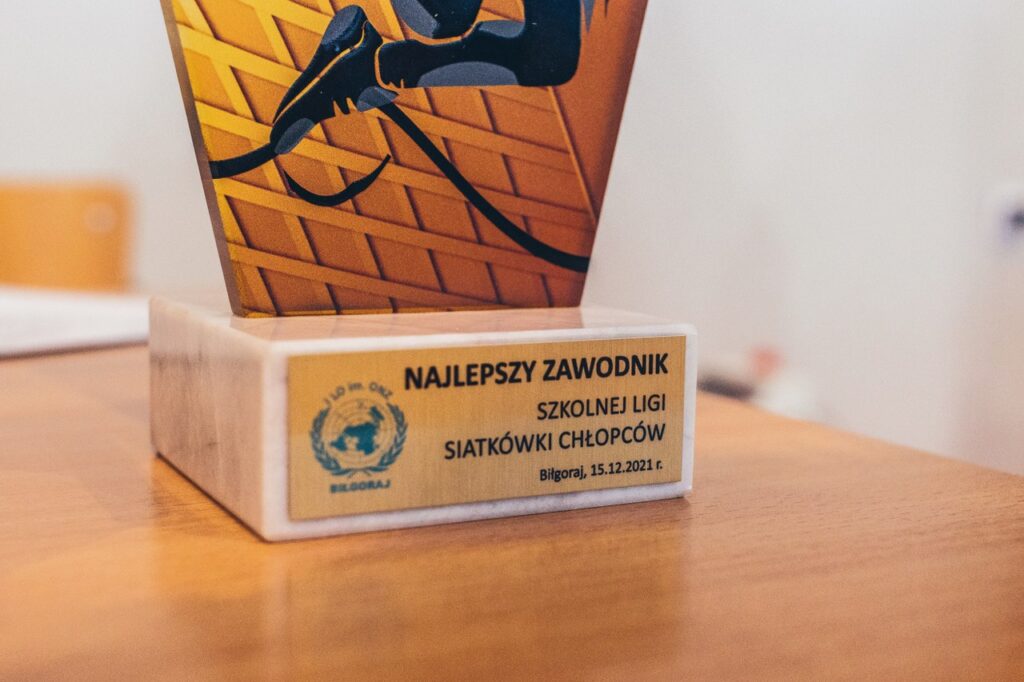 I LO im. ONZ
BIŁGORAJ
NAJLEPSZY ZAWODNIK
SZKOLNEJ LIGI
SIATKÓWKI CHŁOPCÓW
Biłgoraj, 15.12.2021 r.